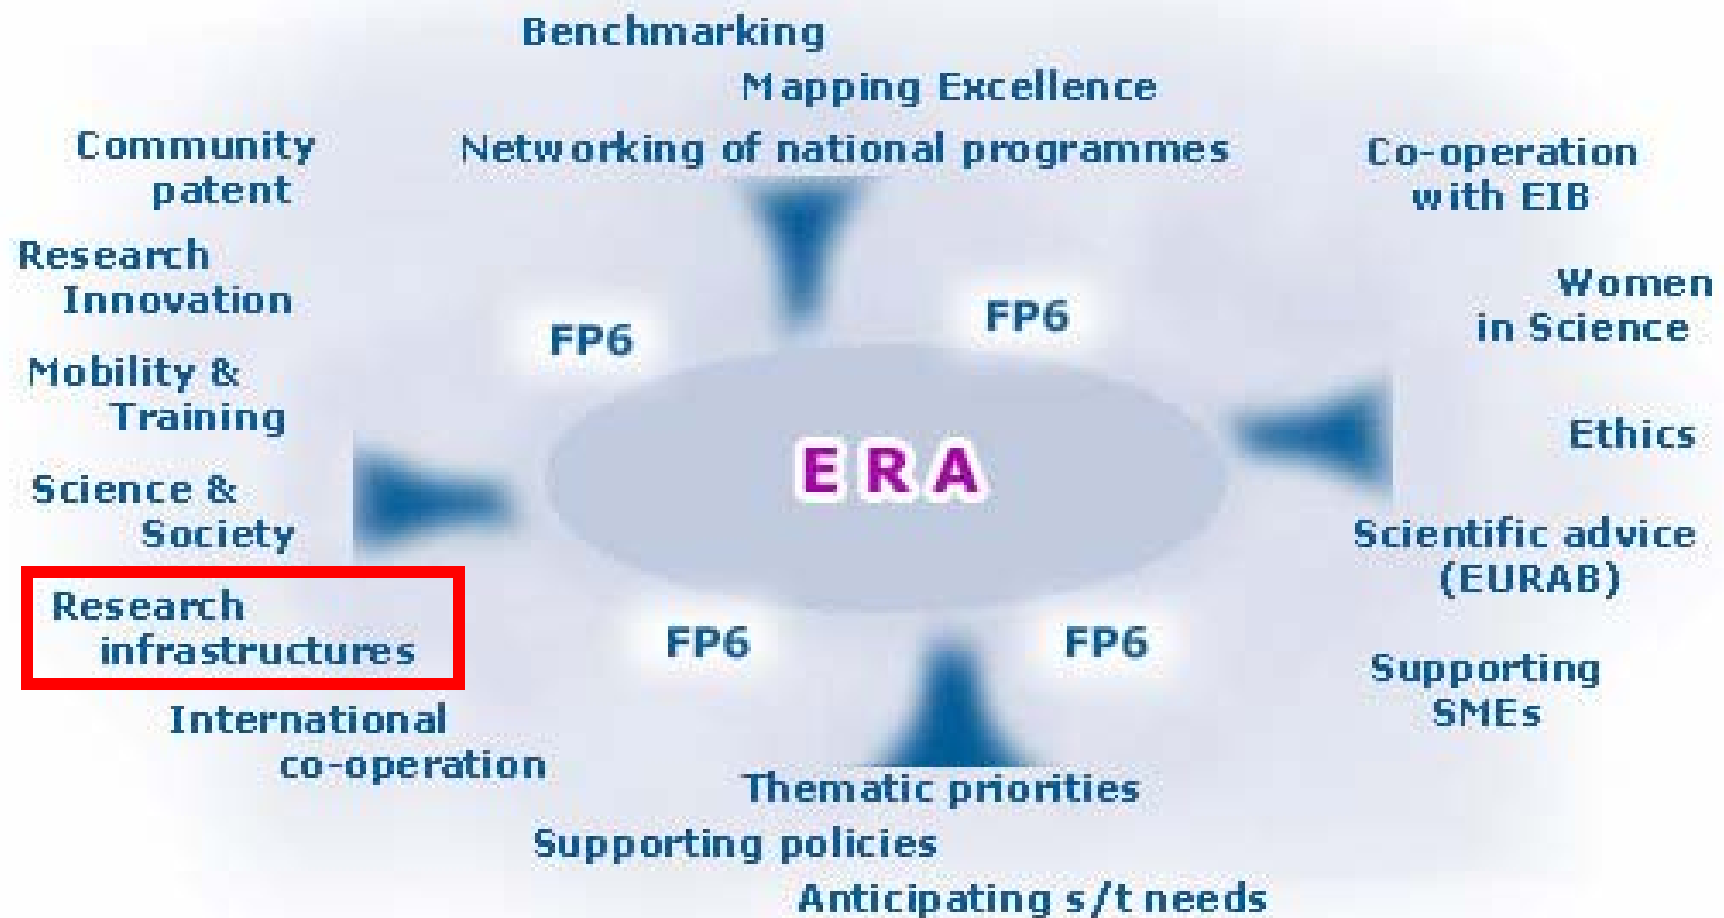 Benchmarking
Mapping Excellence
Networking of national programmes
Community
patent
Research
Innovation
Mobility &
Training
Science &
Society
Research
infrastructures
International
co-operation
Co-operation
with EIB
Women
in Science
Ethics
Scientific advice
(EURAB)
Supporting
SMEs
FP6
FP6
ERA
FP6
FP6
Thematic priorities
Supporting policies
Anticipating s/t needs